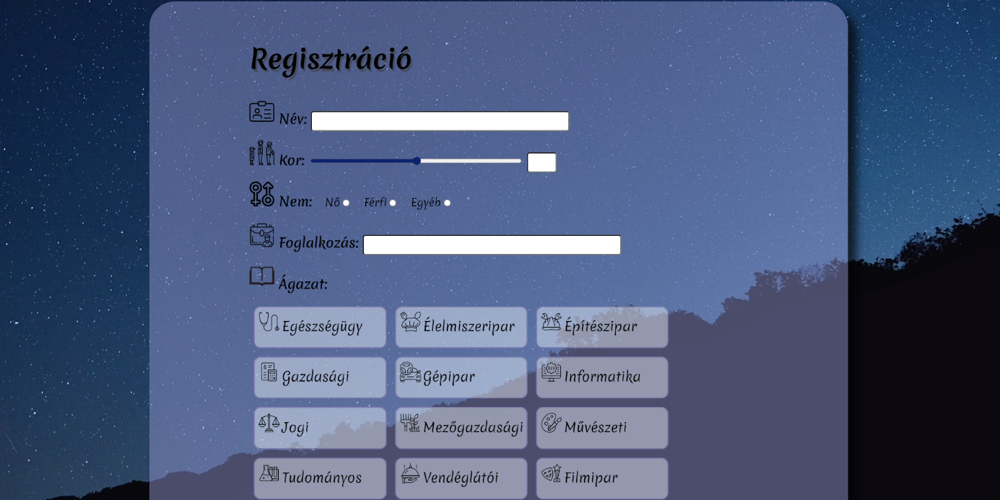 Regisztráció
Név:
Kor:
Nem: Nő Férfi Egyéb
Foglalkozás:
Ágazat:
Egészségügy Élelmiszeripar Építészipar
Gazdasági Gépipar Informatika
Jogi Mezőgazdasági Művészeti
Tudományos Vendéglátói Filmipar